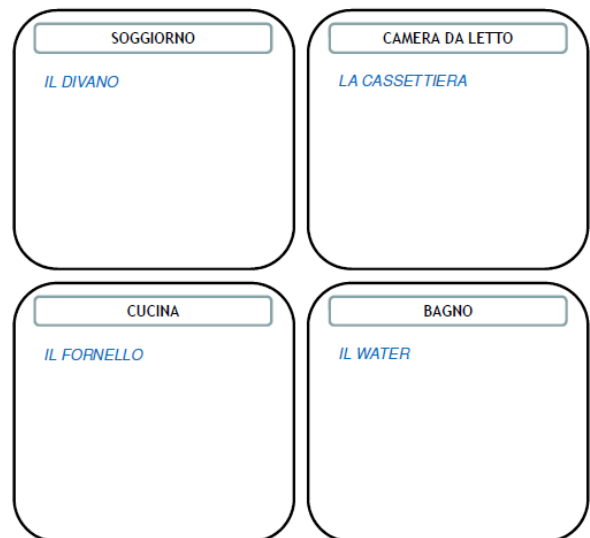 SOGGIORNO
IL DIVANO
CAMERA DA LETTO
LA CASSETTIERA
CUCINA
IL FORNELLO
BAGNO
IL WATER